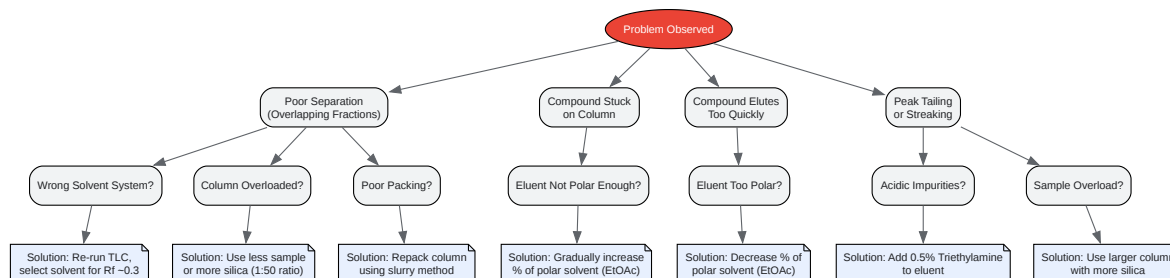 Problem Observed
Poor Separation
(Overlapping Fractions)
Compound Stuck
on Column
Compound Elutes
Too Quickly
Peak Tailing
or Streaking
Wrong Solvent System?
Column Overloaded?
Poor Packing?
Eluent Not Polar Enough?
Eluent Too Polar?
Acidic Impurities?
Sample Overload?
Solution: Re-run TLC,
select solvent for Rf ~0.3
Solution: Use less sample
or more silica (1:50 ratio)
Solution: Repack column
using slurry method
Solution: Gradually increase
% of polar solvent (EtOAc)
Solution: Decrease % of
polar solvent (EtOAc)
Solution: Add 0.5% Triethylamine
to eluent
Solution: Use larger colum
with more silica